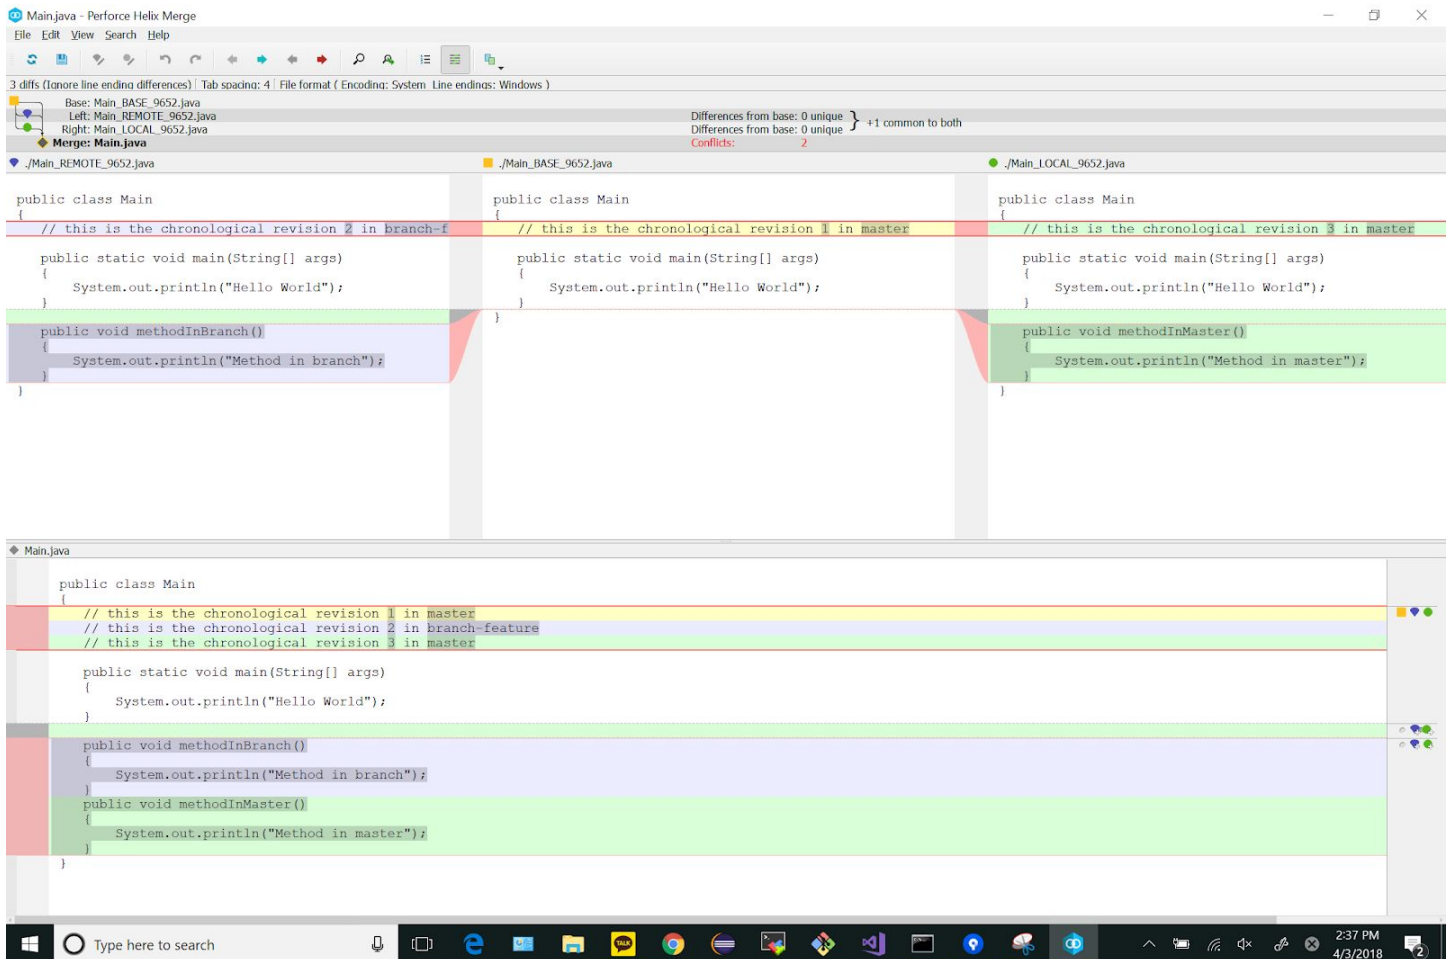 Main.java - Perforce Helix Merge
File Edit View Search Help
3 diffs (Ignore line ending differences) | Tab spacing: 4 | File format ( Encoding: System Line endings: Windows )
Base: Main_BASE_9652.java
Left: Main_REMOTE_9652.java Differences from base: 0 unique
Right: Main_LOCAL_9652.java Differences from base: 0 unique } +1 common to both
Merge: Main.java Conflicts: 2
./Main_REMOTE_9652.java
public class Main
{
// this is the chronological revision 2 in branch-f
public static void main(String[] args)
{
System.out.println("Hello World");
}
public void methodInBranch()
{
System.out.println("Method in branch");
}
}
./Main_BASE_9652.java
public class Main
{
// this is the chronological revision 1 in master
public static void main(String[] args)
{
System.out.println("Hello World");
}
}
./Main_LOCAL_9652.java
public class Main
{
// this is the chronological revision 3 in master
public static void main(String[] args)
{
System.out.println("Hello World");
}
public void methodInMaster()
{
System.out.println("Method in master");
}
}
Main.java
public class Main
{
// this is the chronological revision 1 in master
// this is the chronological revision 2 in branch-feature
// this is the chronological revision 3 in master
public static void main(String[] args)
{
System.out.println("Hello World");
}
public void methodInBranch()
{
System.out.println("Method in branch");
}
public void methodInMaster()
{
System.out.println("Method in master");
}
}
Type here to search
TALK
2:37 PM
4/3/2018
2